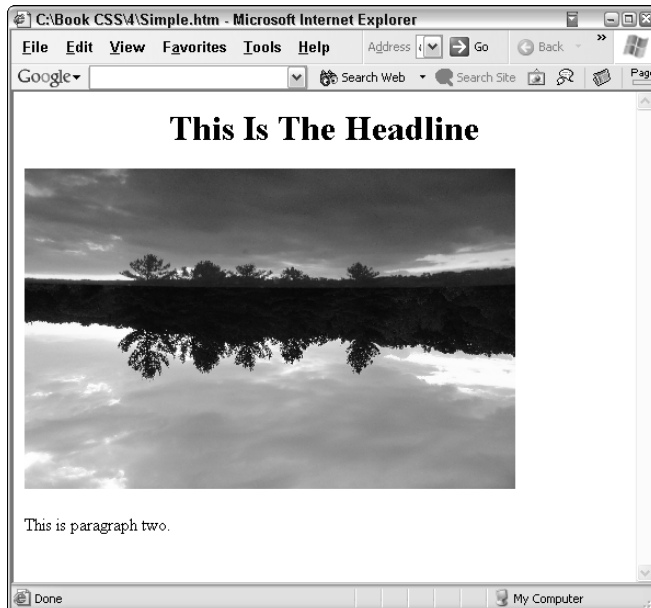 C:\Book CSS\4\Simple.htm - Microsoft Internet Explorer
File Edit View Favorites Tools Help Address Go Back »
Google Search Web Search Site Page
This Is The Headline
This is paragraph two.
Done My Computer